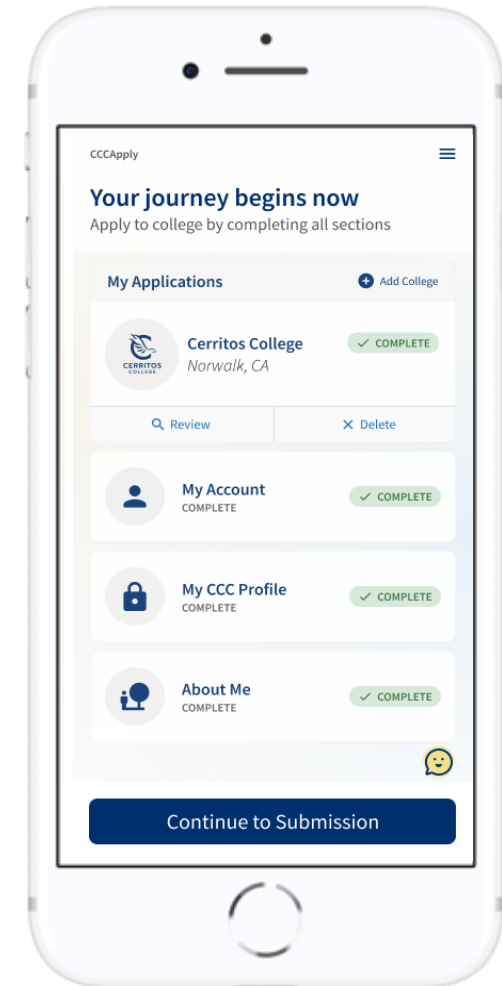 CCCApply
Your journey begins now
Apply to college by completing all sections
My Applications
Add College
CERRITOS
COLLEGE
Cerritos College
Norwalk, CA
COMPLETE
Review
Delete
My Account
COMPLETE
COMPLETE
My CCC Profile
COMPLETE
COMPLETE
About Me
COMPLETE
COMPLETE
Continue to Submission